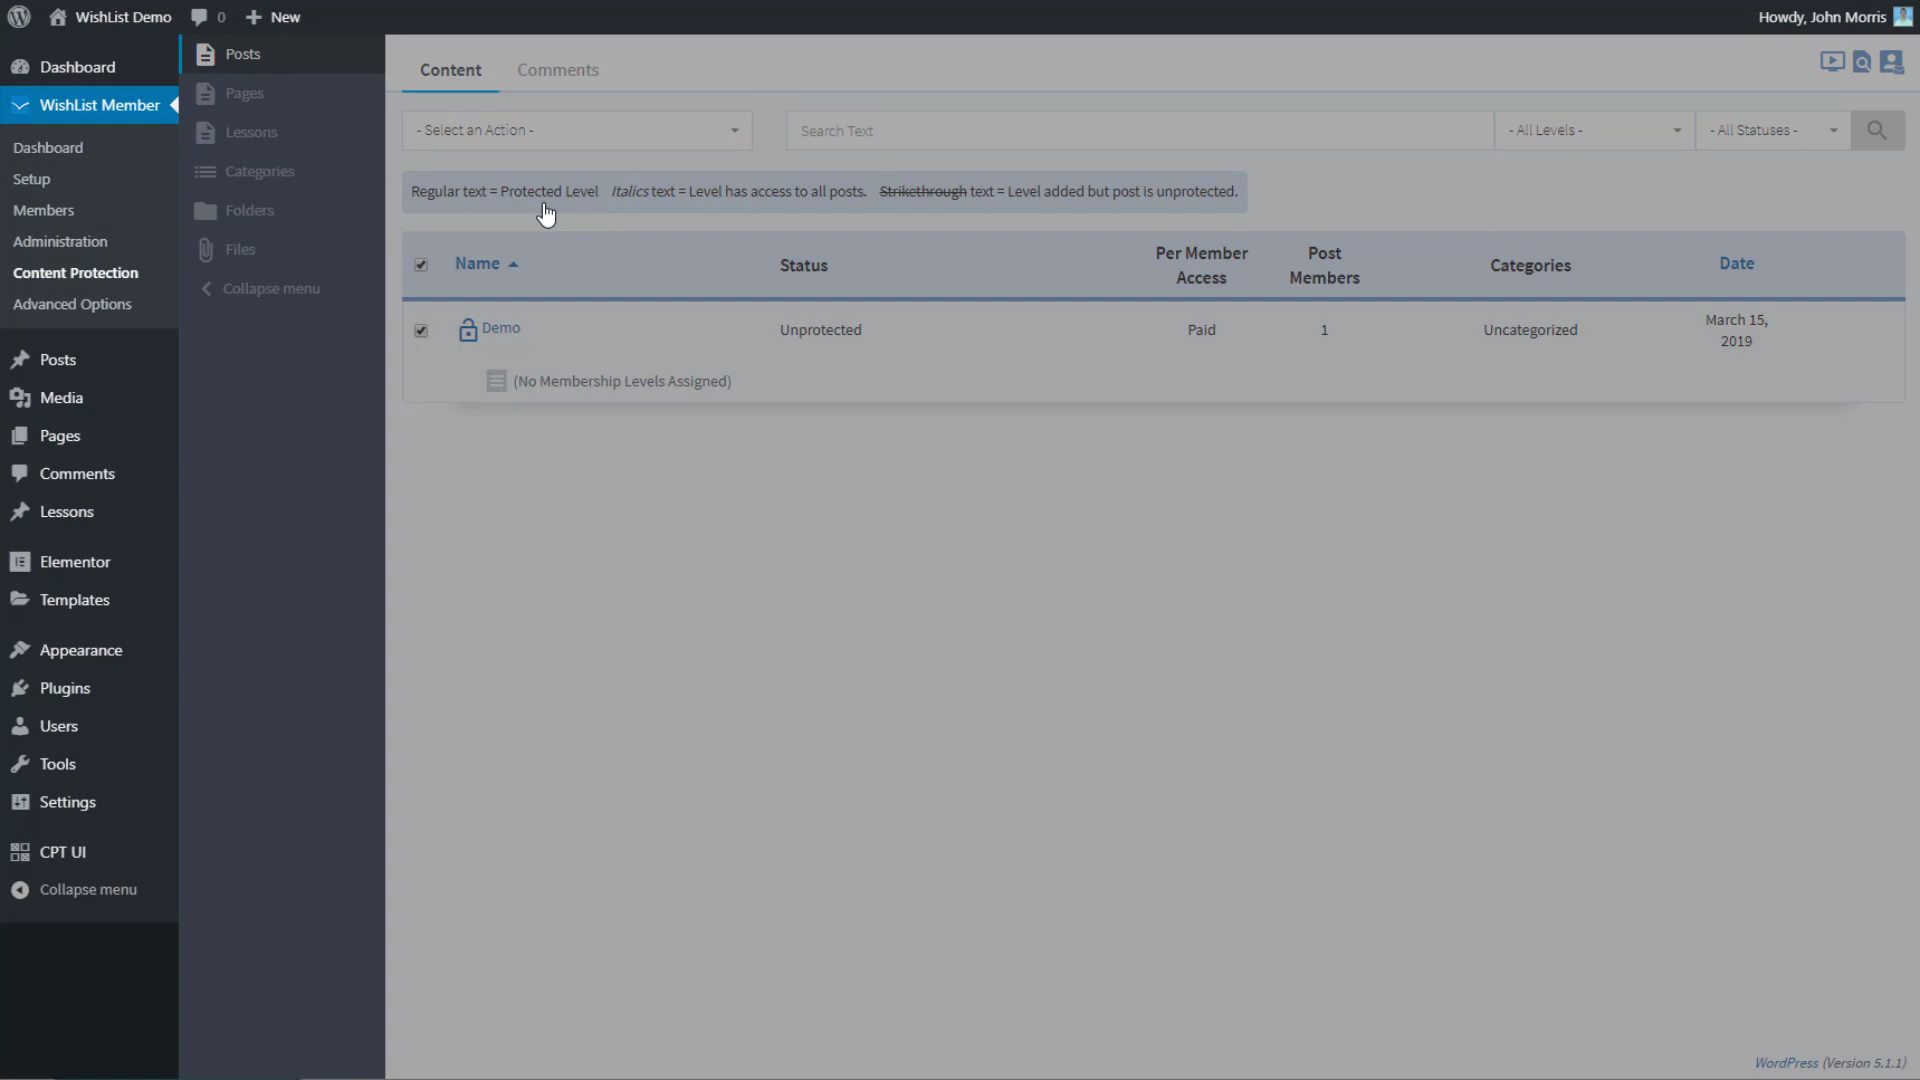 WishList Demo 0 New Howdy, John Morris
Dashboard
WishList Member
Dashboard
Setup
Members
Administration
Content Protection
Advanced Options
Posts
Media
Pages
Comments
Lessons
Elementor
Templates
Appearance
Plugins
Users
Tools
Settings
CPT UI
Collapse menu
Posts
Pages
Lessons
Categories
Folders
Files
Collapse menu
Content Comments
- Select an Action - Search Text - All Levels - - All Statuses -
Regular text = Protected Level Italics text = Level has access to all posts. Strikethrough text = Level added but post is unprotected.
Name Status Per Member Access Post Members Categories Date
Demo Unprotected Paid 1 Uncategorized March 15, 2019
(No Membership Levels Assigned)
WordPress (Version 5.1.1)